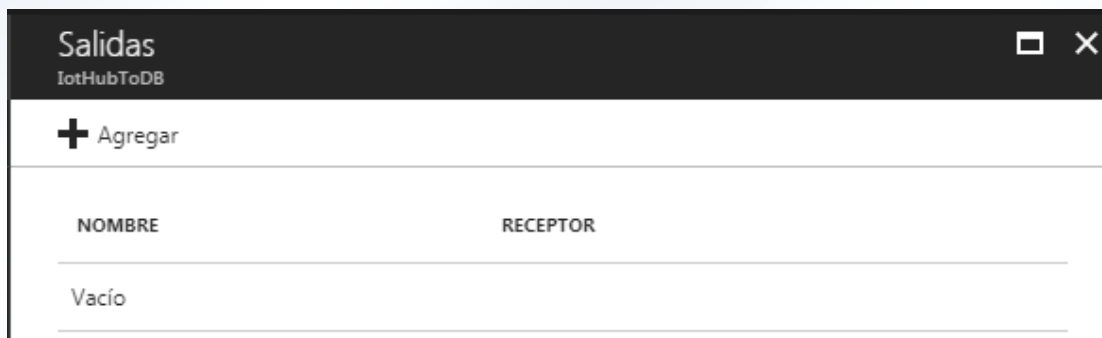 Salidas
IotHubToDB
Agregar
NOMBRE RECEPTOR
Vacío